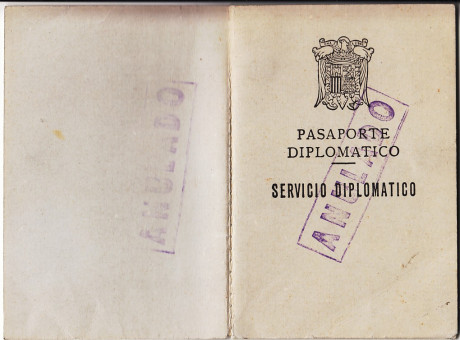 PASAPORTE
DIPLOMATICO
SERVICIO DIPLOMATICO
ANULADO
ANULADO